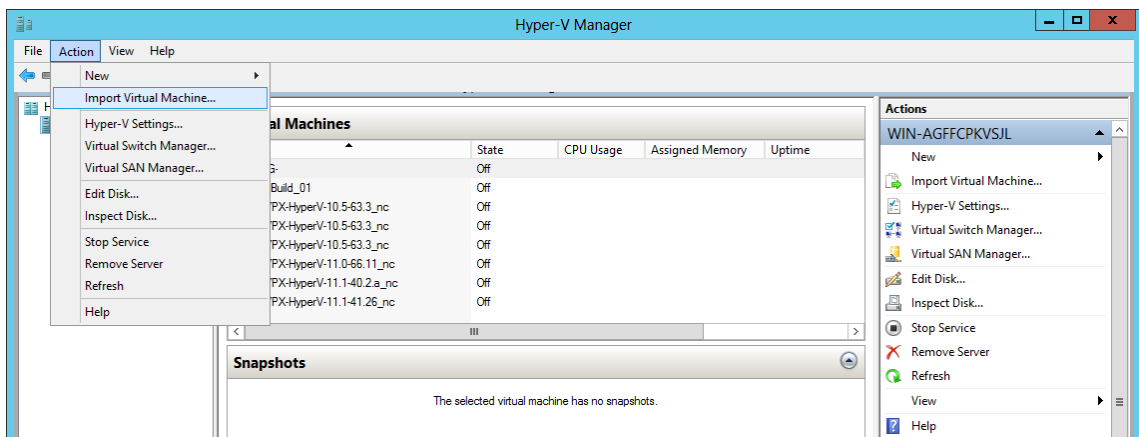 Hyper-V Manager
File Action View Help
New
Import Virtual Machine...
Hyper-V Settings...
Virtual Switch Manager...
Virtual SAN Manager...
Edit Disk...
Inspect Disk...
Stop Service
Remove Server
Refresh
Help
H
al Machines
State CPU Usage Assigned Memory Uptime
G- Off
Build_01 Off
PX-HyperV-10.5-63.3_nc Off
PX-HyperV-10.5-63.3_nc Off
PX-HyperV-10.5-63.3_nc Off
PX-HyperV-11.0-66.11_nc Off
PX-HyperV-11.1-40.2.a_nc Off
PX-HyperV-11.1-41.26_nc Off
Snapshots
The selected virtual machine has no snapshots.
Actions
WIN-AGFFCPKVSJL
New
Import Virtual Machine...
Hyper-V Settings...
Virtual Switch Manager...
Virtual SAN Manager...
Edit Disk...
Inspect Disk...
Stop Service
Remove Server
Refresh
View
Help